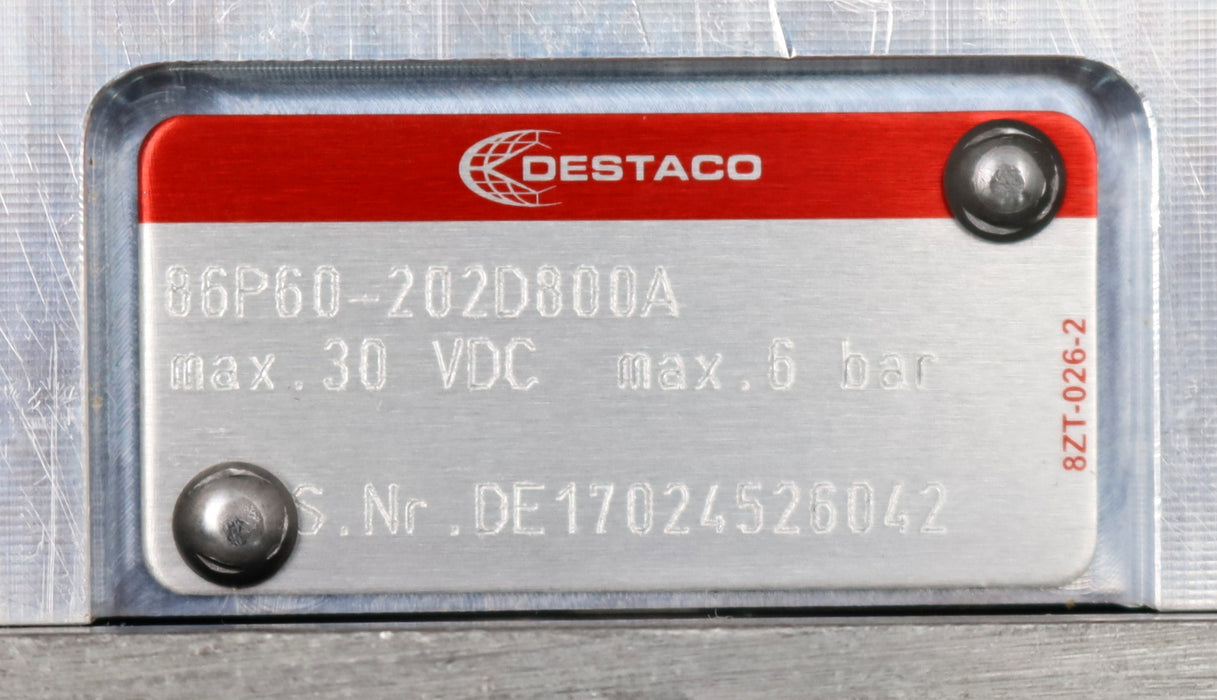 DESTACO
86P60-202D800A
max.30 VDC max.6 bar
8ZT-026-2
S.Nr.DE17024526042